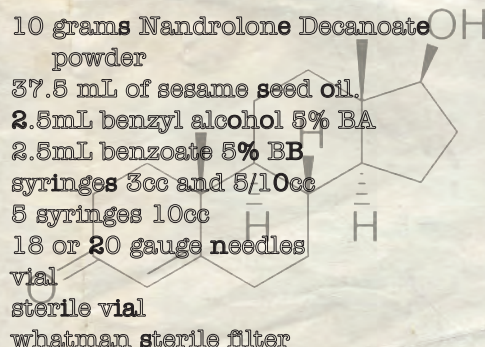 10 grams Nandrolone Decanoate
powder
37.5 mL of sesame seed oil.
2.5mL benzyl alcohol 5% BA
2.5mL benzoate 5% BB
syringes 3cc and 5/10cc
5 syringes 10cc
18 or 20 gauge needles
vial
sterile vial
whatman sterile filter
OH
H
H
H
O